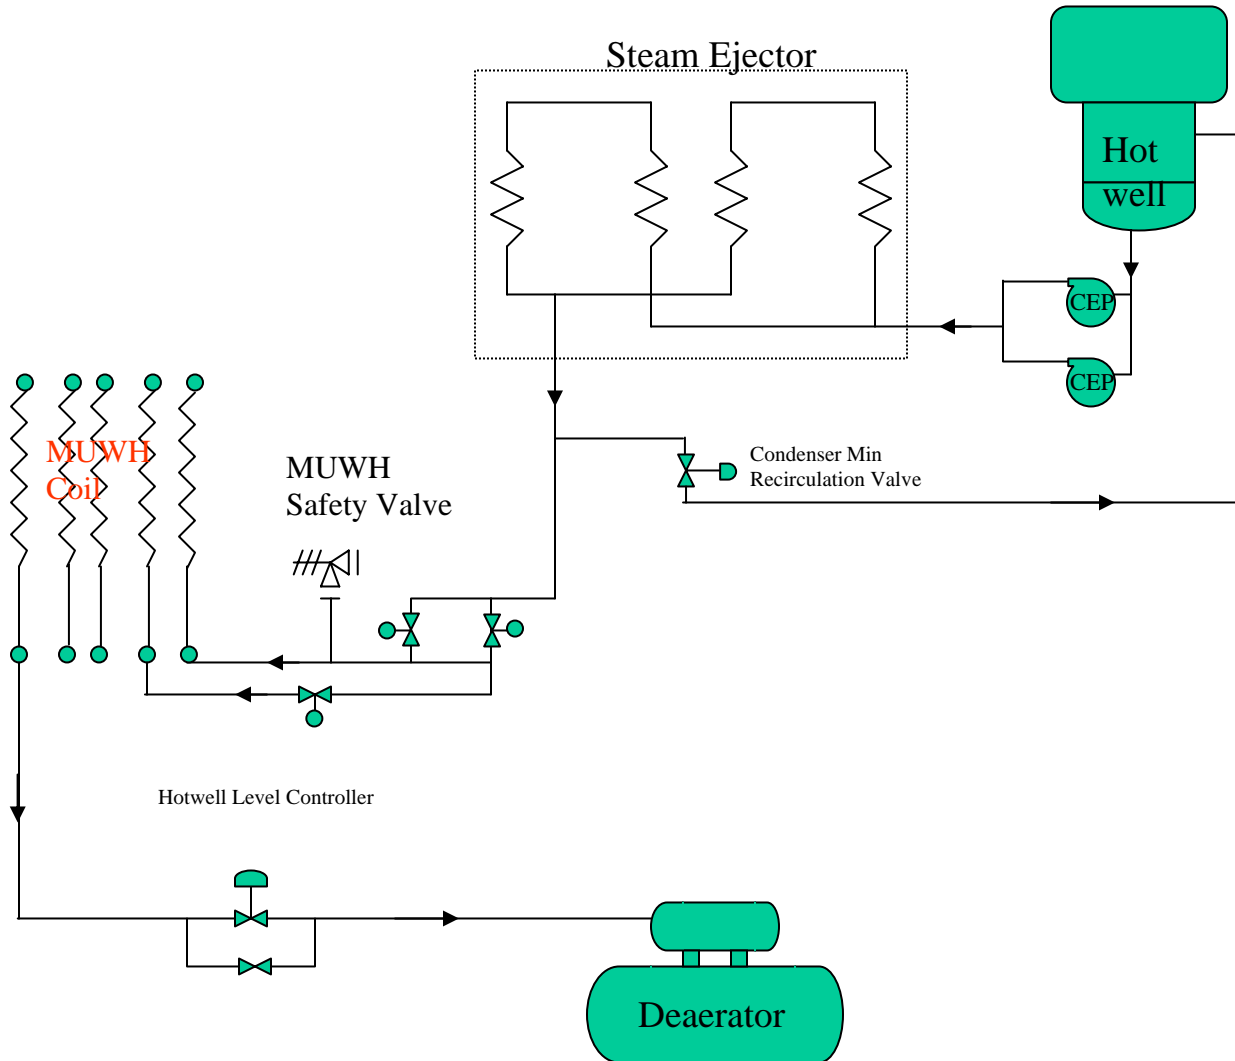 Steam Ejector
Hot
well
CEP
CEP
MUWH
Coil
MUWH
Safety Valve
Condenser Min
Recirculation Valve
Hotwell Level Controller
Deaerator